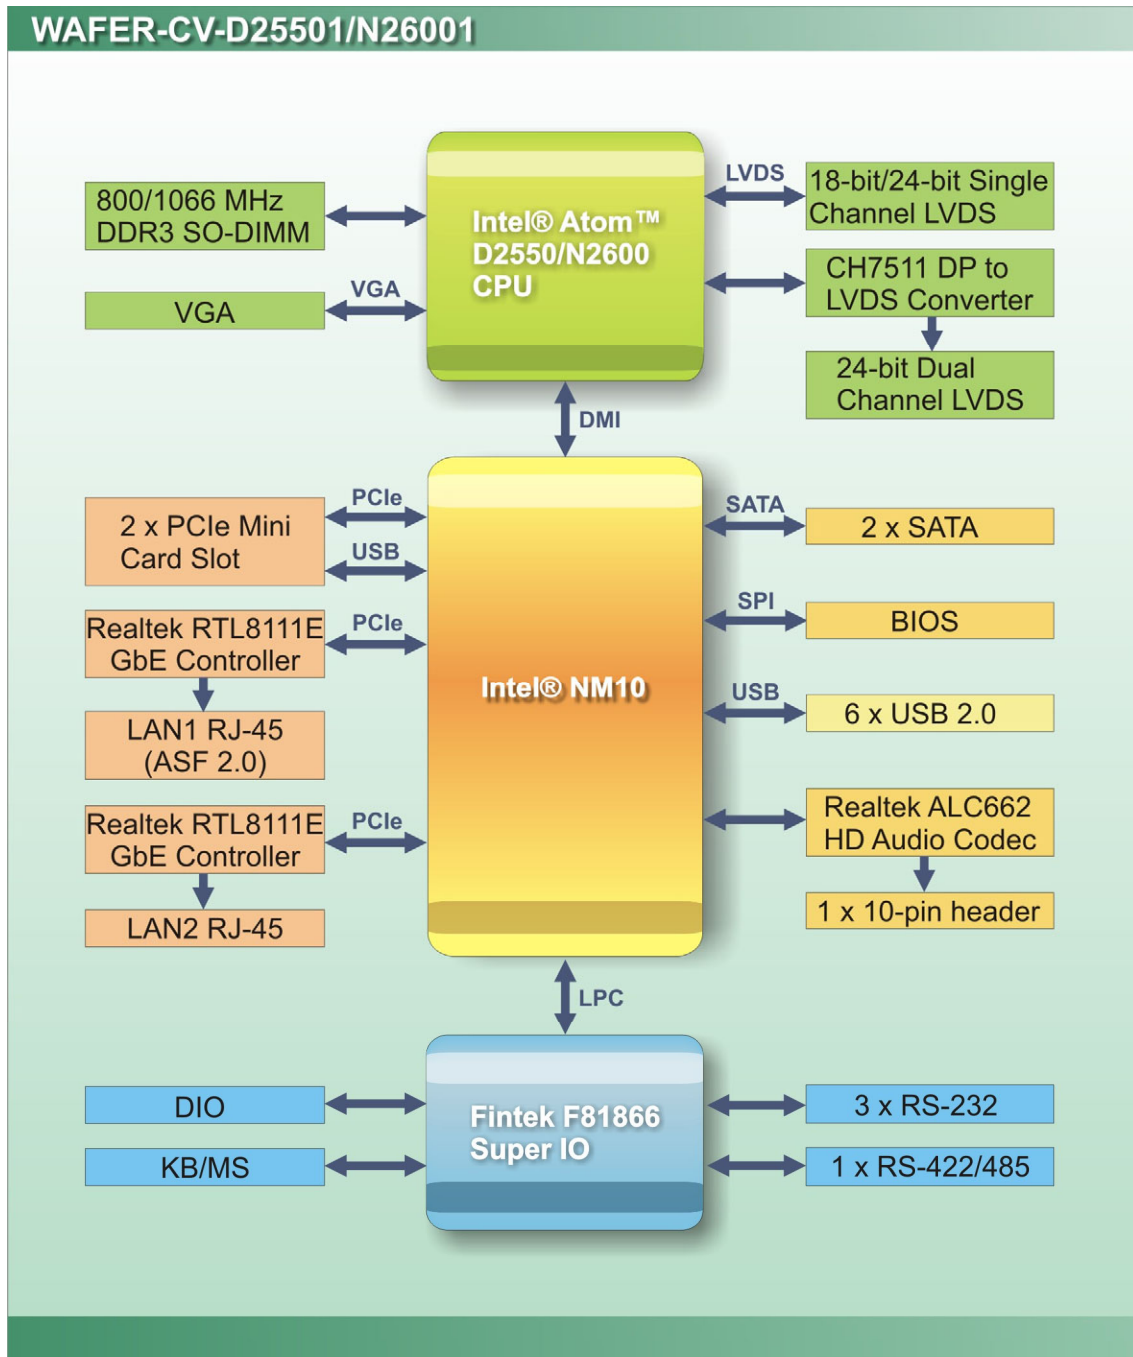 WAFER-CV-D25501/N26001
800/1066 MHz
DDR3 SO-DIMM
VGA
VGA
Intel® Atom™
D2550/N2600
CPU
LVDS
18-bit/24-bit Single
Channel LVDS
CH7511 DP to
LVDS Converter
24-bit Dual
Channel LVDS
DMI
2 x PCIe Mini
Card Slot
PCIe
USB
Realtek RTL8111E
GbE Controller
PCIe
LAN1 RJ-45
(ASF 2.0)
Realtek RTL8111E
GbE Controller
PCIe
LAN2 RJ-45
Intel® NM10
SATA
2 x SATA
SPI
BIOS
USB
6 x USB 2.0
Realtek ALC662
HD Audio Codec
1 x 10-pin header
LPC
DIO
KB/MS
Fintek F81866
Super IO
3 x RS-232
1 x RS-422/485